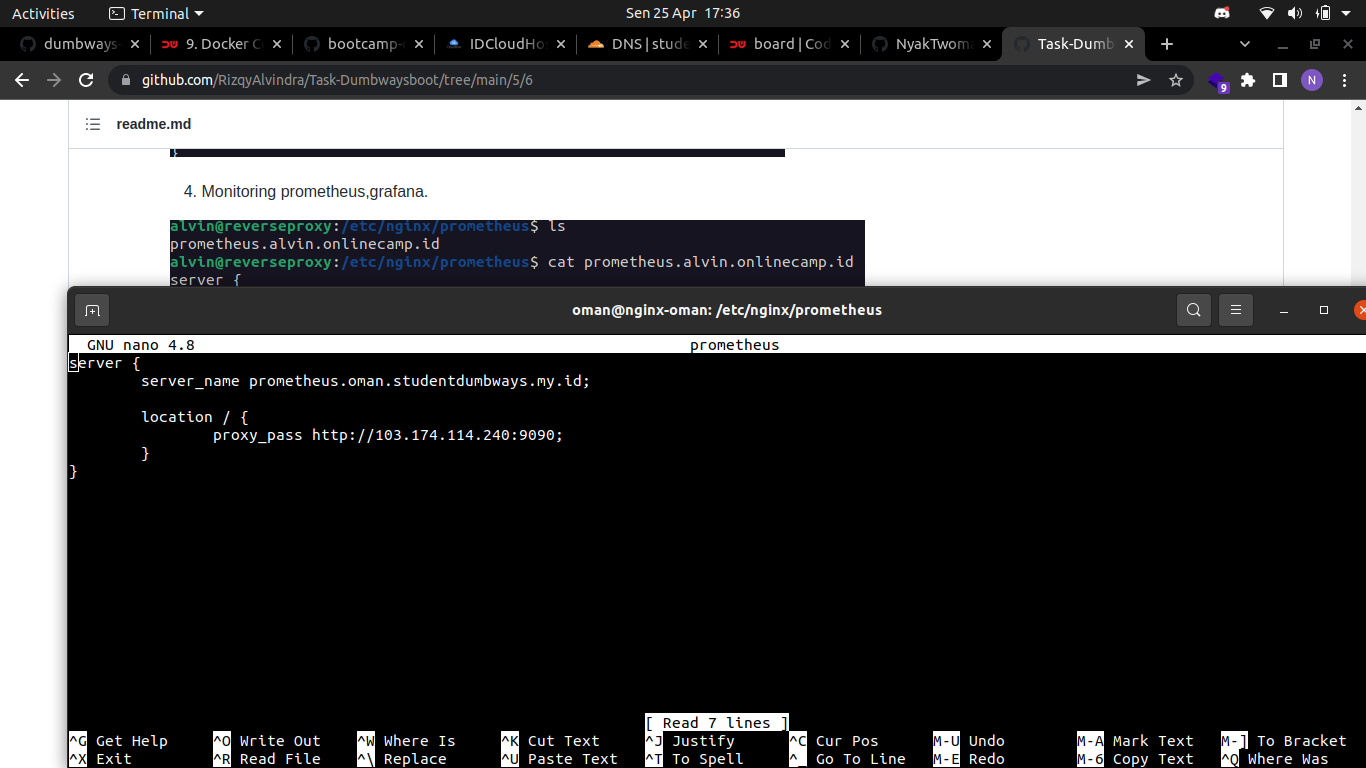 Activities
Terminal
Sen 25 Apr 17:36
dumbways-
9. Docker C
bootcamp-
IDCloudHo
DNS | stude
board | Cod
NyakTwoma
Task-Dumb
github.com/RizqyAlvindra/Task-Dumbwaysboot/tree/main/5/6
9
N
readme.md
}
4. Monitoring prometheus,grafana.
alvin@reverseproxy:/etc/nginx/prometheus$ ls
prometheus.alvin.onlinecamp.id
alvin@reverseproxy:/etc/nginx/prometheus$ cat prometheus.alvin.onlinecamp.id
server {
oman@nginx-oman: /etc/nginx/prometheus
GNU nano 4.8 prometheus
server {
server_name prometheus.oman.studentdumbways.my.id;
location / {
proxy_pass http://103.174.114.240:9090;
}
}
[ Read 7 lines ]
^G Get Help ^O Write Out ^W Where Is ^K Cut Text ^J Justify ^C Cur Pos M-U Undo M-A Mark Text M-] To Bracket
^X Exit ^R Read File ^\ Replace ^U Paste Text ^T To Spell ^_ Go To Line M-E Redo M-6 Copy Text ^Q Where Was